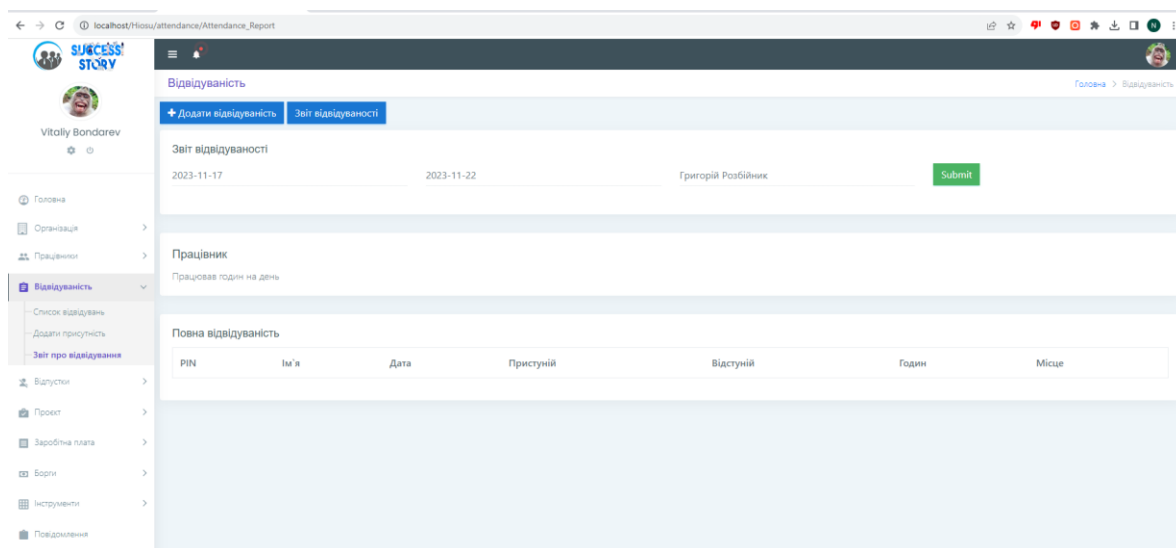 localhost/Hiosu/attendance/Attendance_Report
N
SUCCESS
STORY
Vitaliy Bondarev
Головна
Організація
Працівники
Відвідуваність
Список відвідувань
Додати присутність
Звіт про відвідування
Відпустки
Проєкт
Заробітна плата
Борги
Інструменти
Повідомлення
Відвідуваність
Головна > Відвідуваність
Додати відвідуваність
Звіт відвідуваності
Звіт відвідуваності
2023-11-17 2023-11-22 Григорій Розбійник Submit
Працівник
Працював годин на день
Повна відвідуваність
PIN Ім`я Дата Пристуній Відстуній Годин Місце